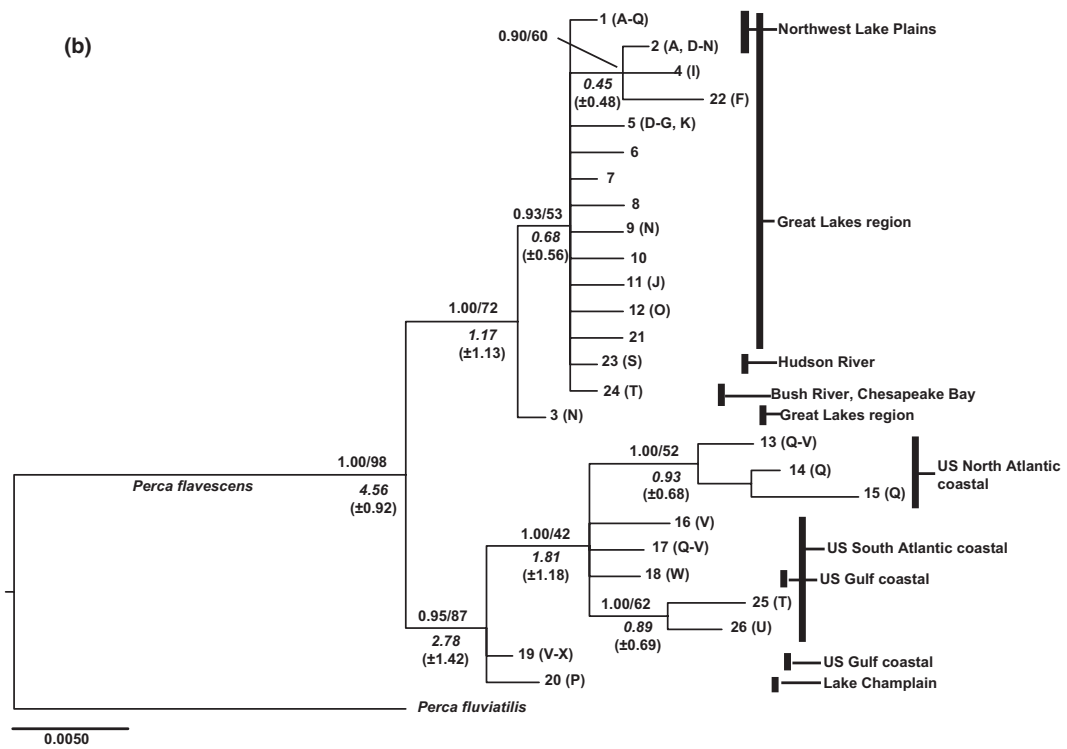 (b)
1 (A-Q)
Northwest Lake Plains
0.90/60
2 (A, D-N)
4 (I)
0.45
(±0.48)
22 (F)
5 (D-G, K)
6
7
8
0.93/53
9 (N)
Great Lakes region
0.68
(±0.56)
10
11 (J)
12 (O)
1.00/72
21
1.17
(±1.13)
23 (S)
Hudson River
24 (T)
Bush River, Chesapeake Bay
3 (N)
Great Lakes region
13 (Q-V)
1.00/52
14 (Q)
US North Atlantic
coastal
0.93
(±0.68)
15 (Q)
1.00/98
Perca flavescens
4.56
(±0.92)
16 (V)
1.00/42
17 (Q-V)
US South Atlantic coastal
1.81
(±1.18)
18 (W)
US Gulf coastal
1.00/62
25 (T)
0.95/87
0.89
(±0.69)
26 (U)
2.78
(±1.42)
19 (V-X)
US Gulf coastal
20 (P)
Lake Champlain
Perca fluviatilis
0.0050